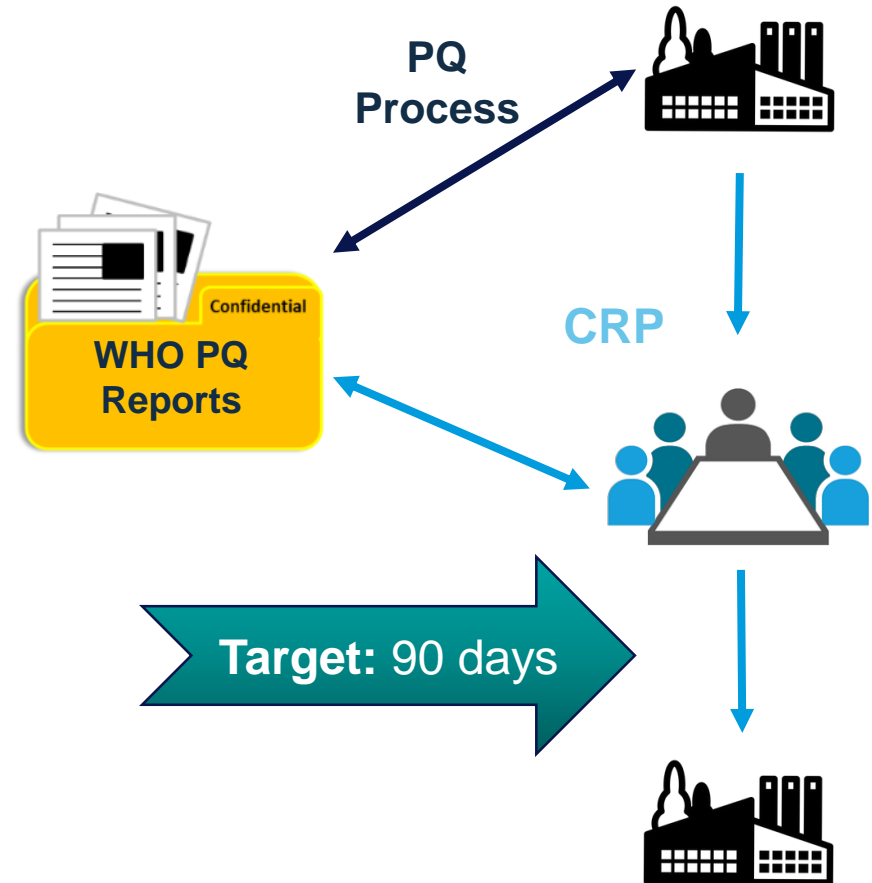 PQ
Process
Confidential
WHO PQ
Reports
CRP
Target: 90 days